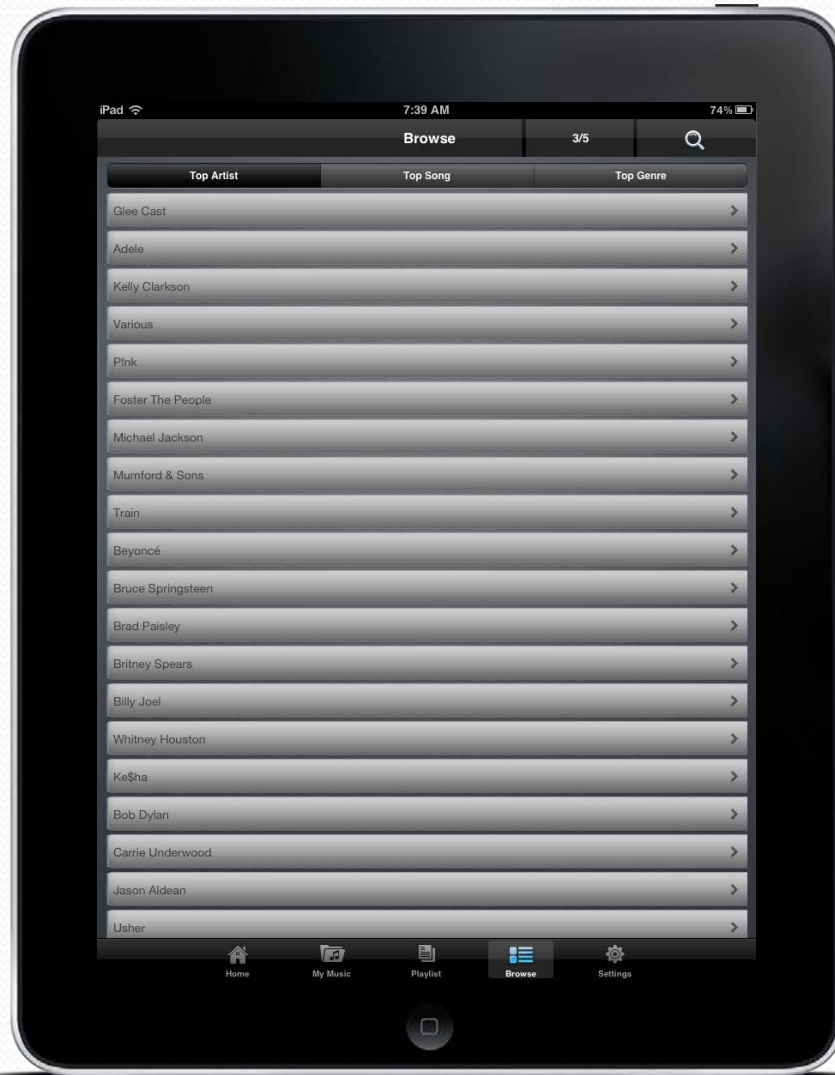 iPad 7:39 AM 74%
Browse 3/5
Top Artist Top Song Top Genre
Glee Cast
Adele
Kelly Clarkson
Various
P!nk
Foster The People
Michael Jackson
Mumford & Sons
Train
Beyoncé
Bruce Springsteen
Brad Paisley
Britney Spears
Billy Joel
Whitney Houston
Ke$ha
Bob Dylan
Carrie Underwood
Jason Aldean
Usher
Home My Music Playlist Browse Settings